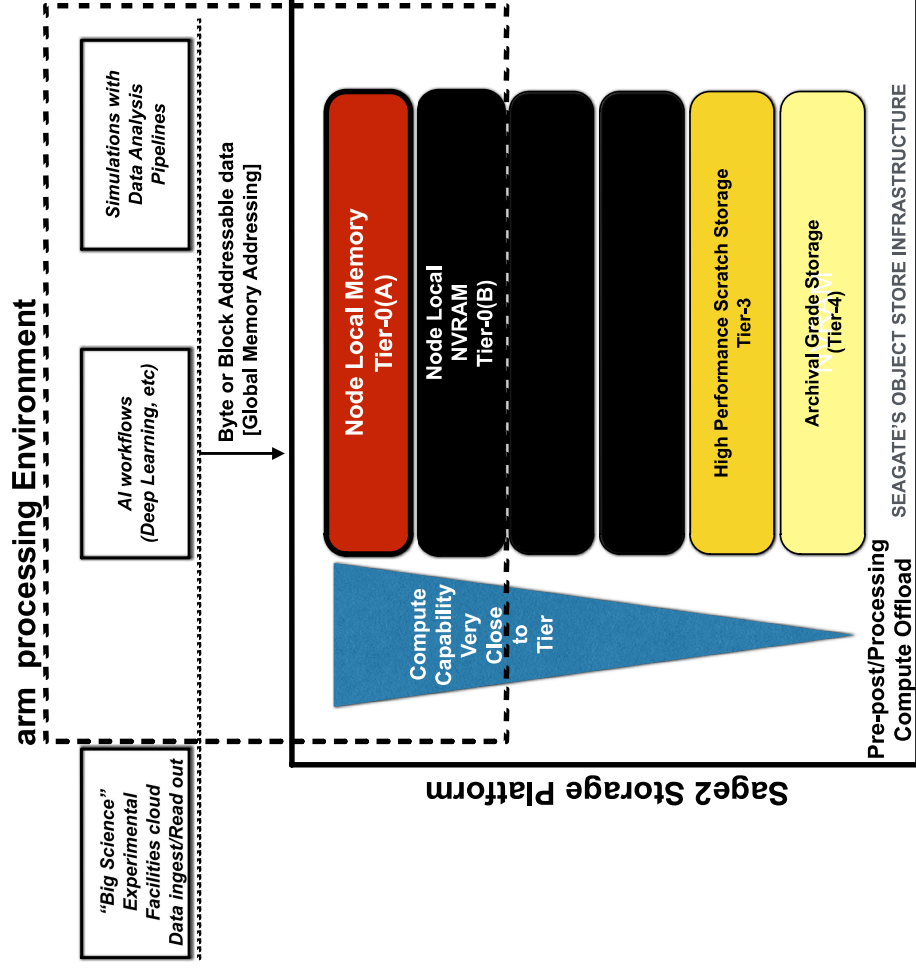 arm processing Environment
“Big Science”
Experimental
Facilities cloud
Data ingest/Read out
AI workflows
(Deep Learning, etc)
Simulations with
Data Analysis
Pipelines
Byte or Block Addressable data
[Global Memory Addressing]
Sage2 Storage Platform
Compute
Capability
Very
Close
to
Tier
Node Local Memory
Tier-0(A)
Node Local
NVRAM
Tier-0(B)
High Performance Scratch Storage
Tier-3
Archival Grade Storage
(Tier-4)
Pre-post/Processing
Compute Offload
SEAGATE'S OBJECT STORE INFRASTRUCTURE